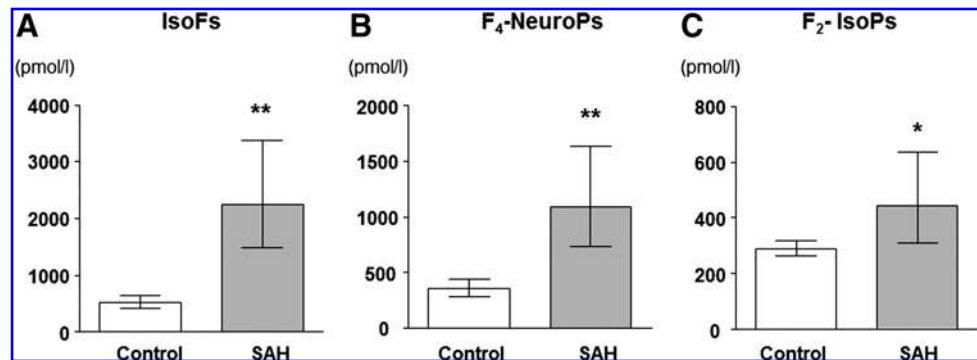 A IsoFs
(pmol/l)
4000
3000
2000
1000
0
**
Control SAH
B F₄-NeuroPs
(pmol/l)
2000
1500
1000
500
0
**
Control SAH
C F₂- IsoPs
(pmol/l)
800
600
400
200
0
*
Control SAH